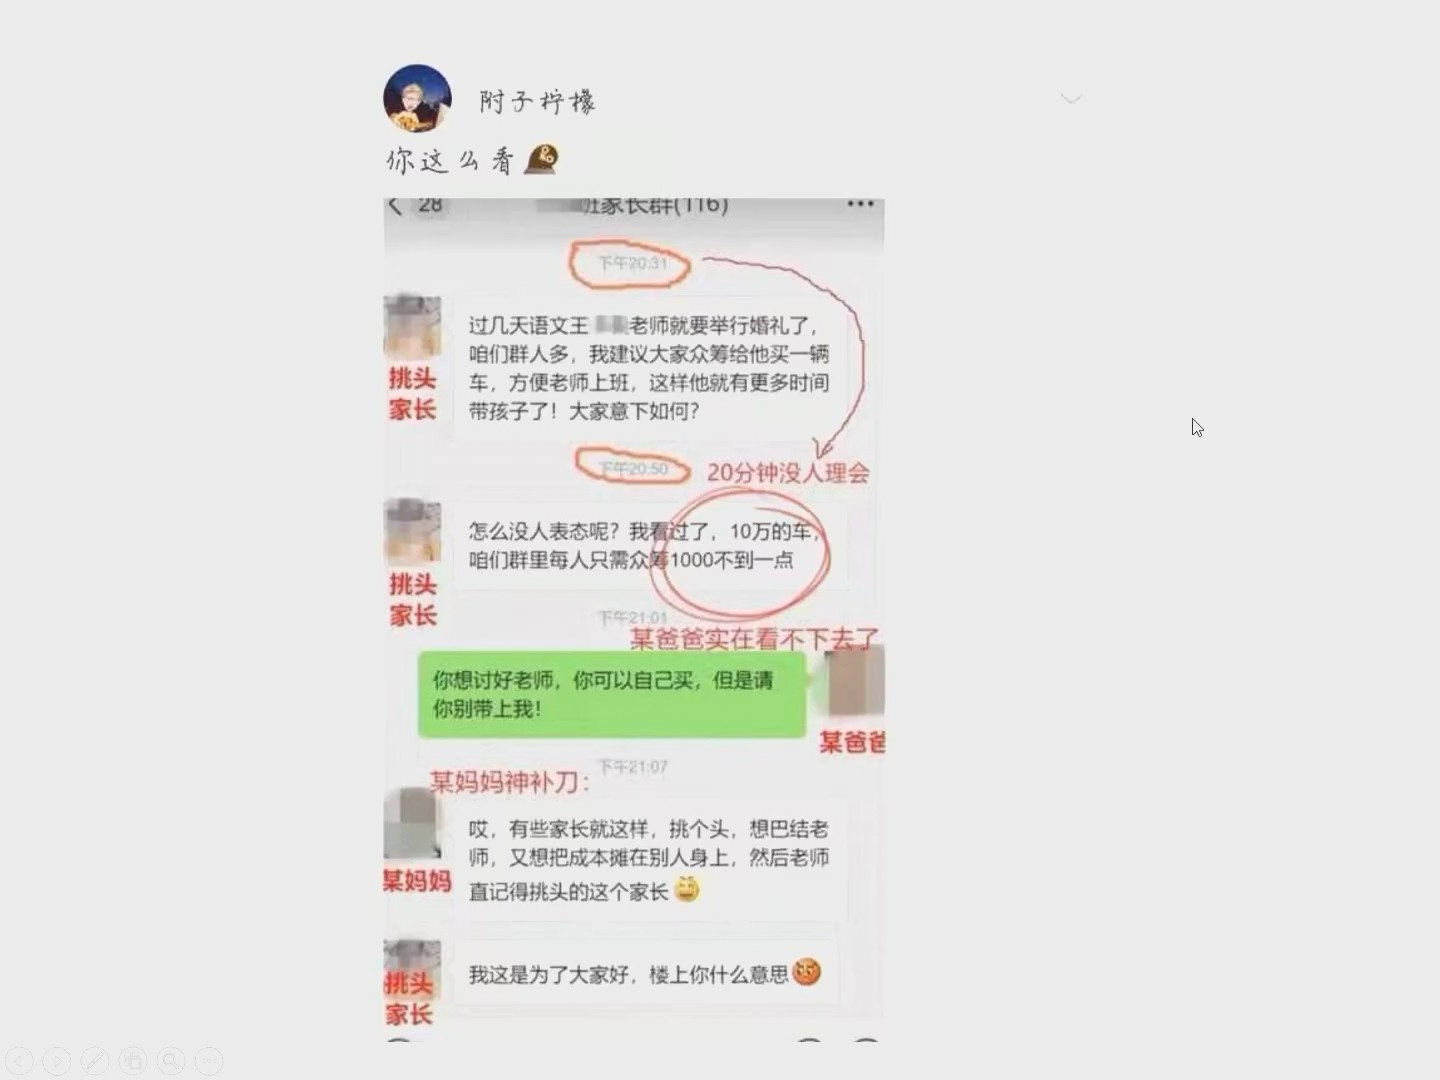 附子柠檬
你这么看
28
班家长群(116)
下午20:31
过几天语文王
老师就要举行婚礼了，
咱们群人多，我建议大家众筹给他买一辆
车，方便老师上班，这样他就有更多时间
带孩子了！大家意下如何？
挑头
家长
下午20:50
20分钟没人理会
怎么没人表态呢？我看过了，10万的车，
咱们群里每人只需众筹1000不到一点
挑头
家长
下午21:01
某爸爸实在看不下去了
你想讨好老师，你可以自己买，但是请
你别带上我！
某爸爸
下午21:07
某妈妈神补刀：
哎，有些家长就这样，挑个头，想巴结老
师，又想把成本摊在别人身上，然后老师
直记得挑头的这个家长
某妈妈
我这是为了大家好，楼上你什么意思
挑头
家长